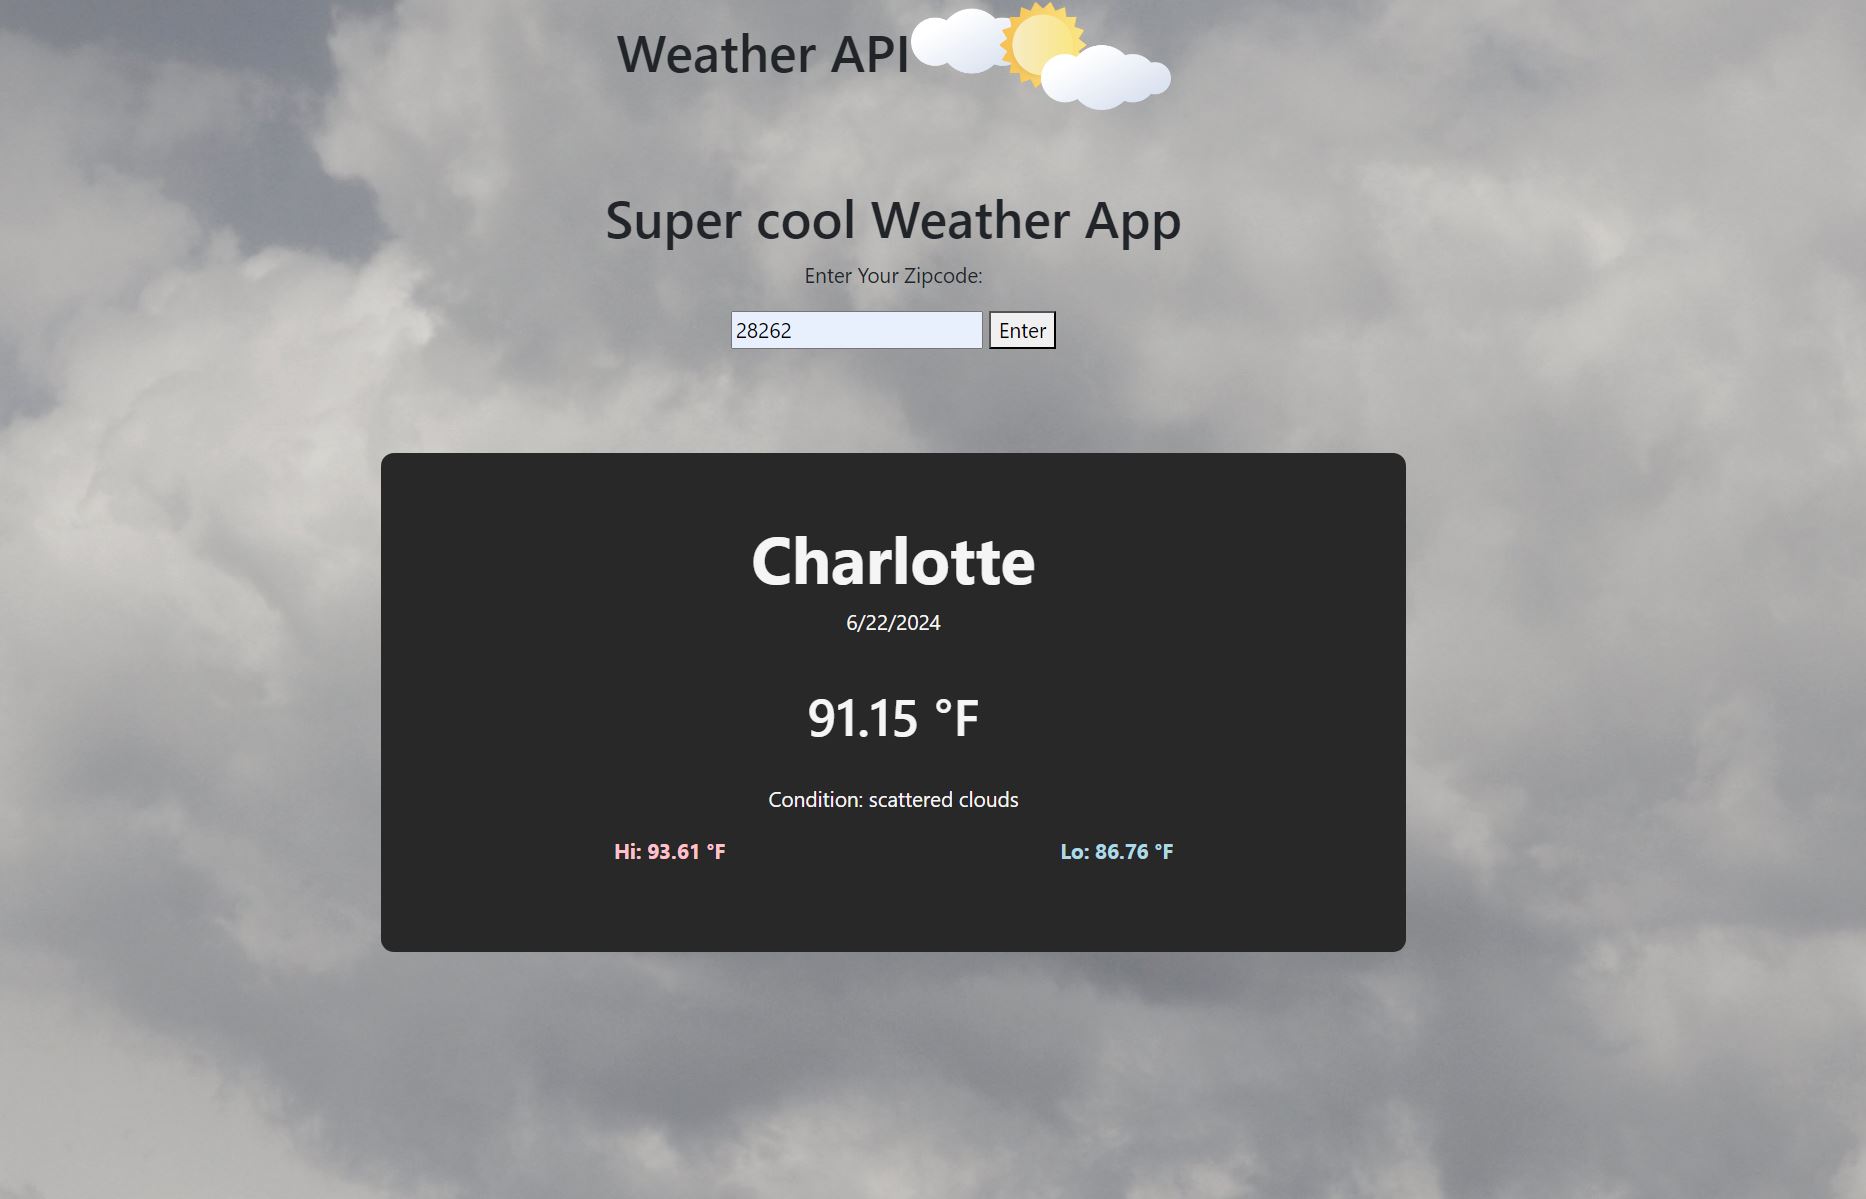 Weather API
Super cool Weather App
Enter Your Zipcode:
28262 Enter
Charlotte
6/22/2024
91.15 °F
Condition: scattered clouds
Hi: 93.61 °F Lo: 86.76 °F